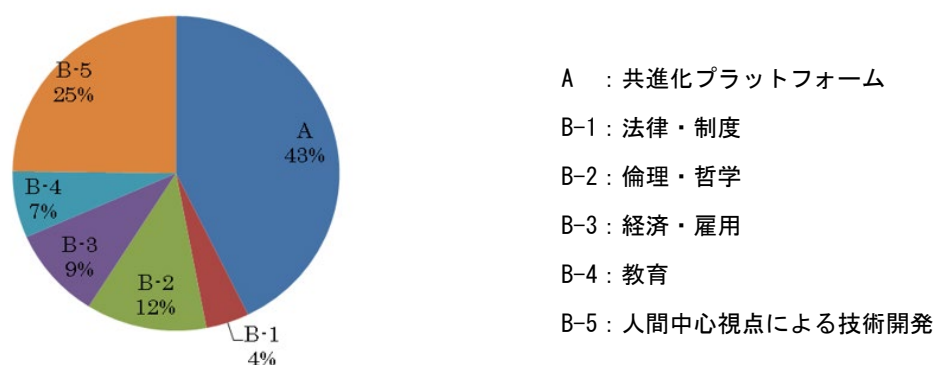 B-5
25%
A
43%
B-4
7%
B-3
9%
B-2
12%
B-1
4%
A　：共進化プラットフォーム
B-1：法律・制度
B-2：倫理・哲学
B-3：経済・雇用
B-4：教育
B-5：人間中心視点による技術開発